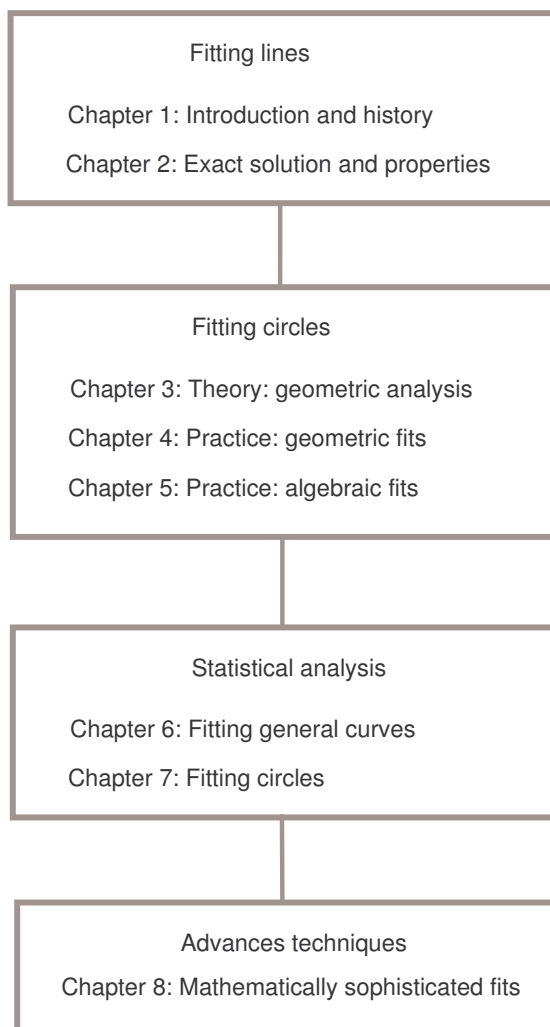 Fitting lines
Chapter 1: Introduction and history
Chapter 2: Exact solution and properties
Fitting circles
Chapter 3: Theory: geometric analysis
Chapter 4: Practice: geometric fits
Chapter 5: Practice: algebraic fits
Statistical analysis
Chapter 6: Fitting general curves
Chapter 7: Fitting circles
Advances techniques
Chapter 8: Mathematically sophisticated fits